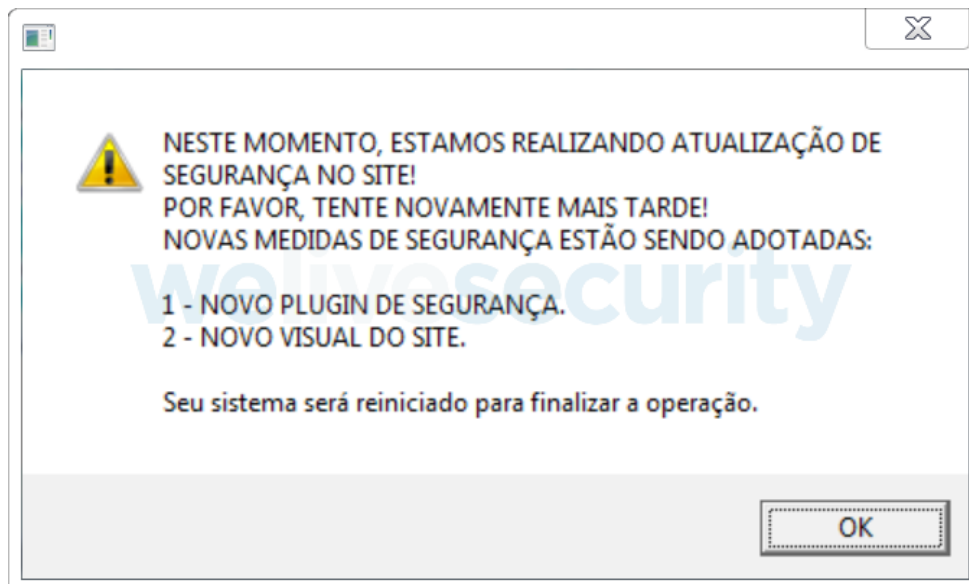 NESTE MOMENTO, ESTAMOS REALIZANDO ATUALIZAÇÃO DE
SEGURANÇA NO SITE!
POR FAVOR, TENTE NOVAMENTE MAIS TARDE!
NOVAS MEDIDAS DE SEGURANÇA ESTÃO SENDO ADOTADAS:
welivesecurity
1 - NOVO PLUGIN DE SEGURANÇA.
2 - NOVO VISUAL DO SITE.
Seu sistema será reiniciado para finalizar a operação.
OK